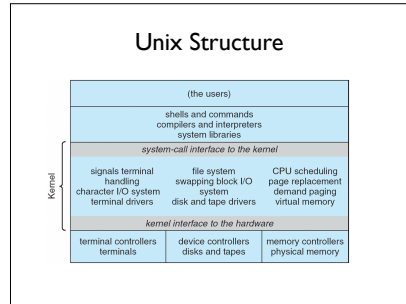 Unix Structure
(the users)
shells and commands
compilers and interpreters
system libraries
system-call interface to the kernel
Kernel
signals terminal
handling
character I/O system
terminal drivers
file system
swapping block I/O
system
disk and tape drivers
CPU scheduling
page replacement
demand paging
virtual memory
kernel interface to the hardware
terminal controllers
terminals
device controllers
disks and tapes
memory controllers
physical memory